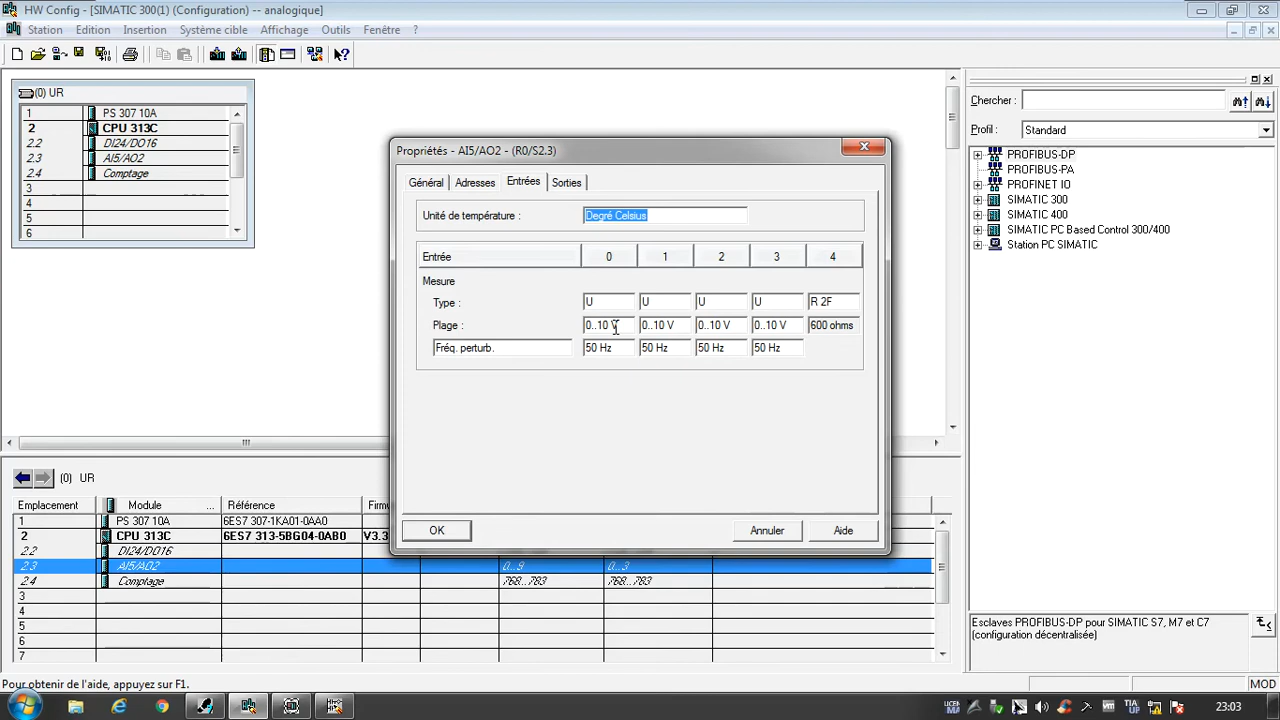 HW Config - [SIMATIC 300(1) (Configuration) -- analogique]
Station Edition Insertion Système cible Affichage Outils Fenêtre ?
(0) UR
1 PS 307 10A
2 CPU 313C
2.2 DI24/DO16
2.3 AI5/AO2
2.4 Comptage
3
4
5
6
Propriétés - AI5/AO2 - (R0/S2.3)
Général Adresses Entrées Sorties
Unité de température : Degré Celsius
Entrée 0 1 2 3 4
Mesure
Type : U U U U R 2F
Plage : 0..10 V 0..10 V 0..10 V 0..10 V 600 ohms
Fréq. perturb. 50 Hz 50 Hz 50 Hz 50 Hz
OK Annuler Aide
Chercher :
Profil : Standard
PROFIBUS-DP
PROFIBUS-PA
PROFINET IO
SIMATIC 300
SIMATIC 400
SIMATIC PC Based Control 300/400
Station PC SIMATIC
Esclaves PROFIBUS-DP pour SIMATIC S7, M7 et C7
(configuration décentralisée)
(0) UR
Emplacement Module ... Référence
1 PS 307 10A 6ES7 307-1KA01-0AA0
2 CPU 313C 6ES7 313-5BG04-0AB0 V3.3
2.2 DI24/DO16
2.3 AI5/AO2 0...9 0...3
2.4 Comptage 768...783 768...783
3
4
5
6
7
Pour obtenir de l'aide, appuyez sur F1.
MOD
TIA
UP
23:03